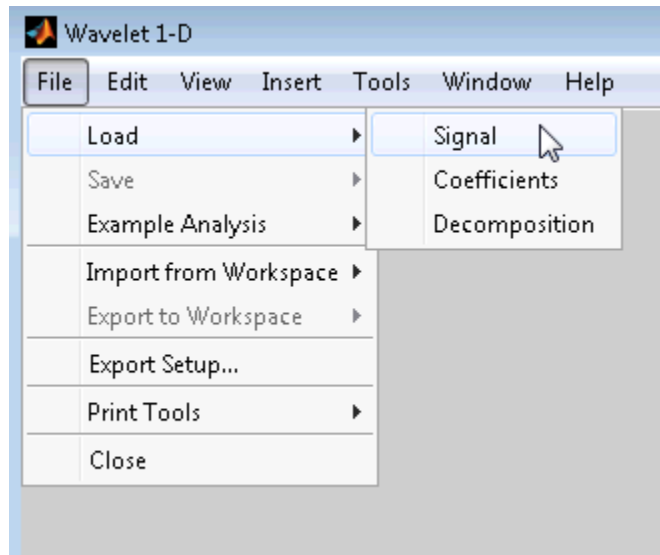 Wavelet 1-D
File Edit View Insert Tools Window Help
Load
Save
Example Analysis
Import from Workspace
Export to Workspace
Export Setup...
Print Tools
Close
Signal
Coefficients
Decomposition